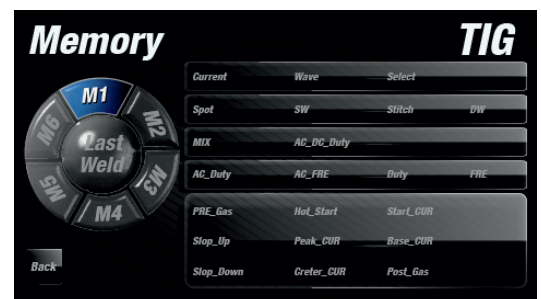 Memory TIG
Current Wave Select
M1
Spot SW Stitch DW
M6 M2
Last
MIX AC_DC_Duty
Weld
AC_Duty AC_FRE Duty FRE
M5 M3
M4
PRE_Gas Hot_Start Start_CUR
Slop_Up Peak_CUR Base_CUR
Back
Slop_Down Creter_CUR Post_Gas